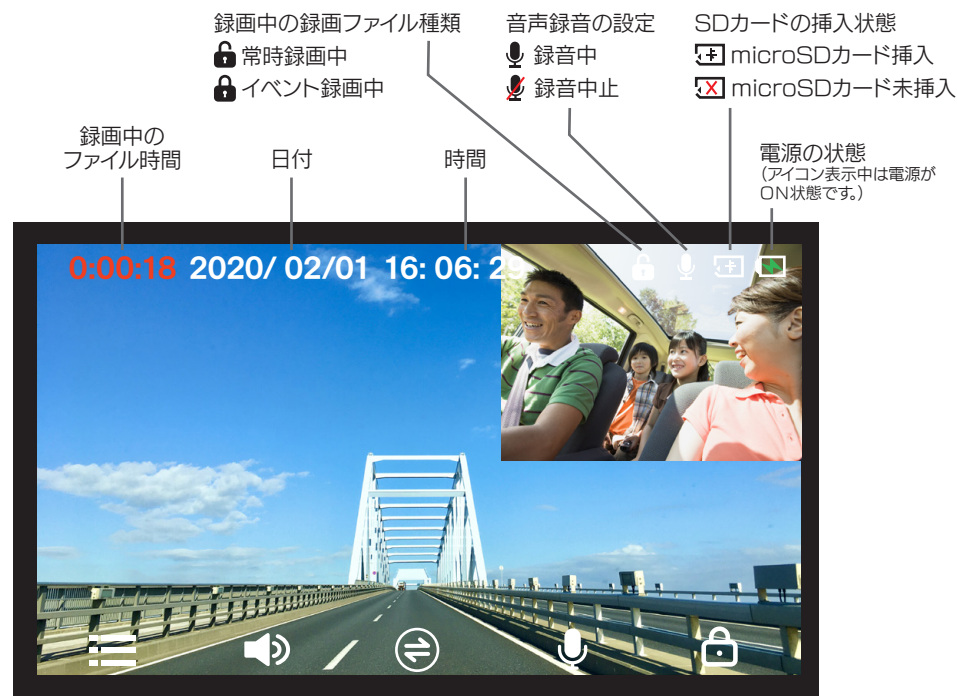 録画中の録画ファイル種類
常時録画中
イベント録画中
音声録音の設定
録音中
録音中止
SDカードの挿入状態
microSDカード挿入
microSDカード未挿入
録画中の
ファイル時間
日付
時間
電源の状態
(アイコン表示中は電源が
ON状態です。)
0:00:18 2020/ 02/01 16: 06: 29